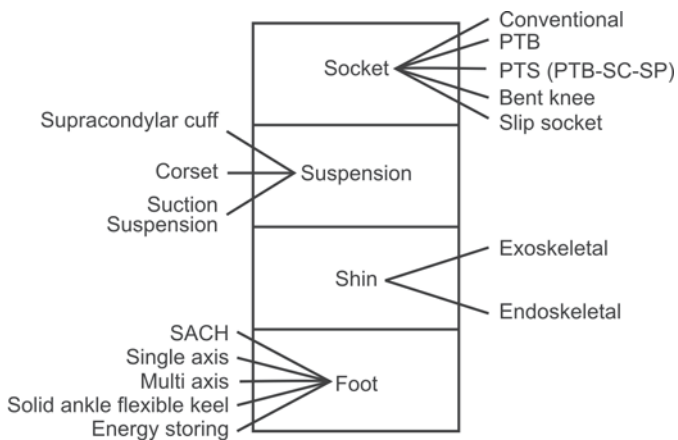 Conventional
PTB
Socket
PTS (PTB-SC-SP)
Bent knee
Slip socket
Supracondylar cuff
Corset
Suspension
Suction
Suspension
Exoskeletal
Shin
Endoskeletal
SACH
Single axis
Multi axis
Foot
Solid ankle flexible keel
Energy storing